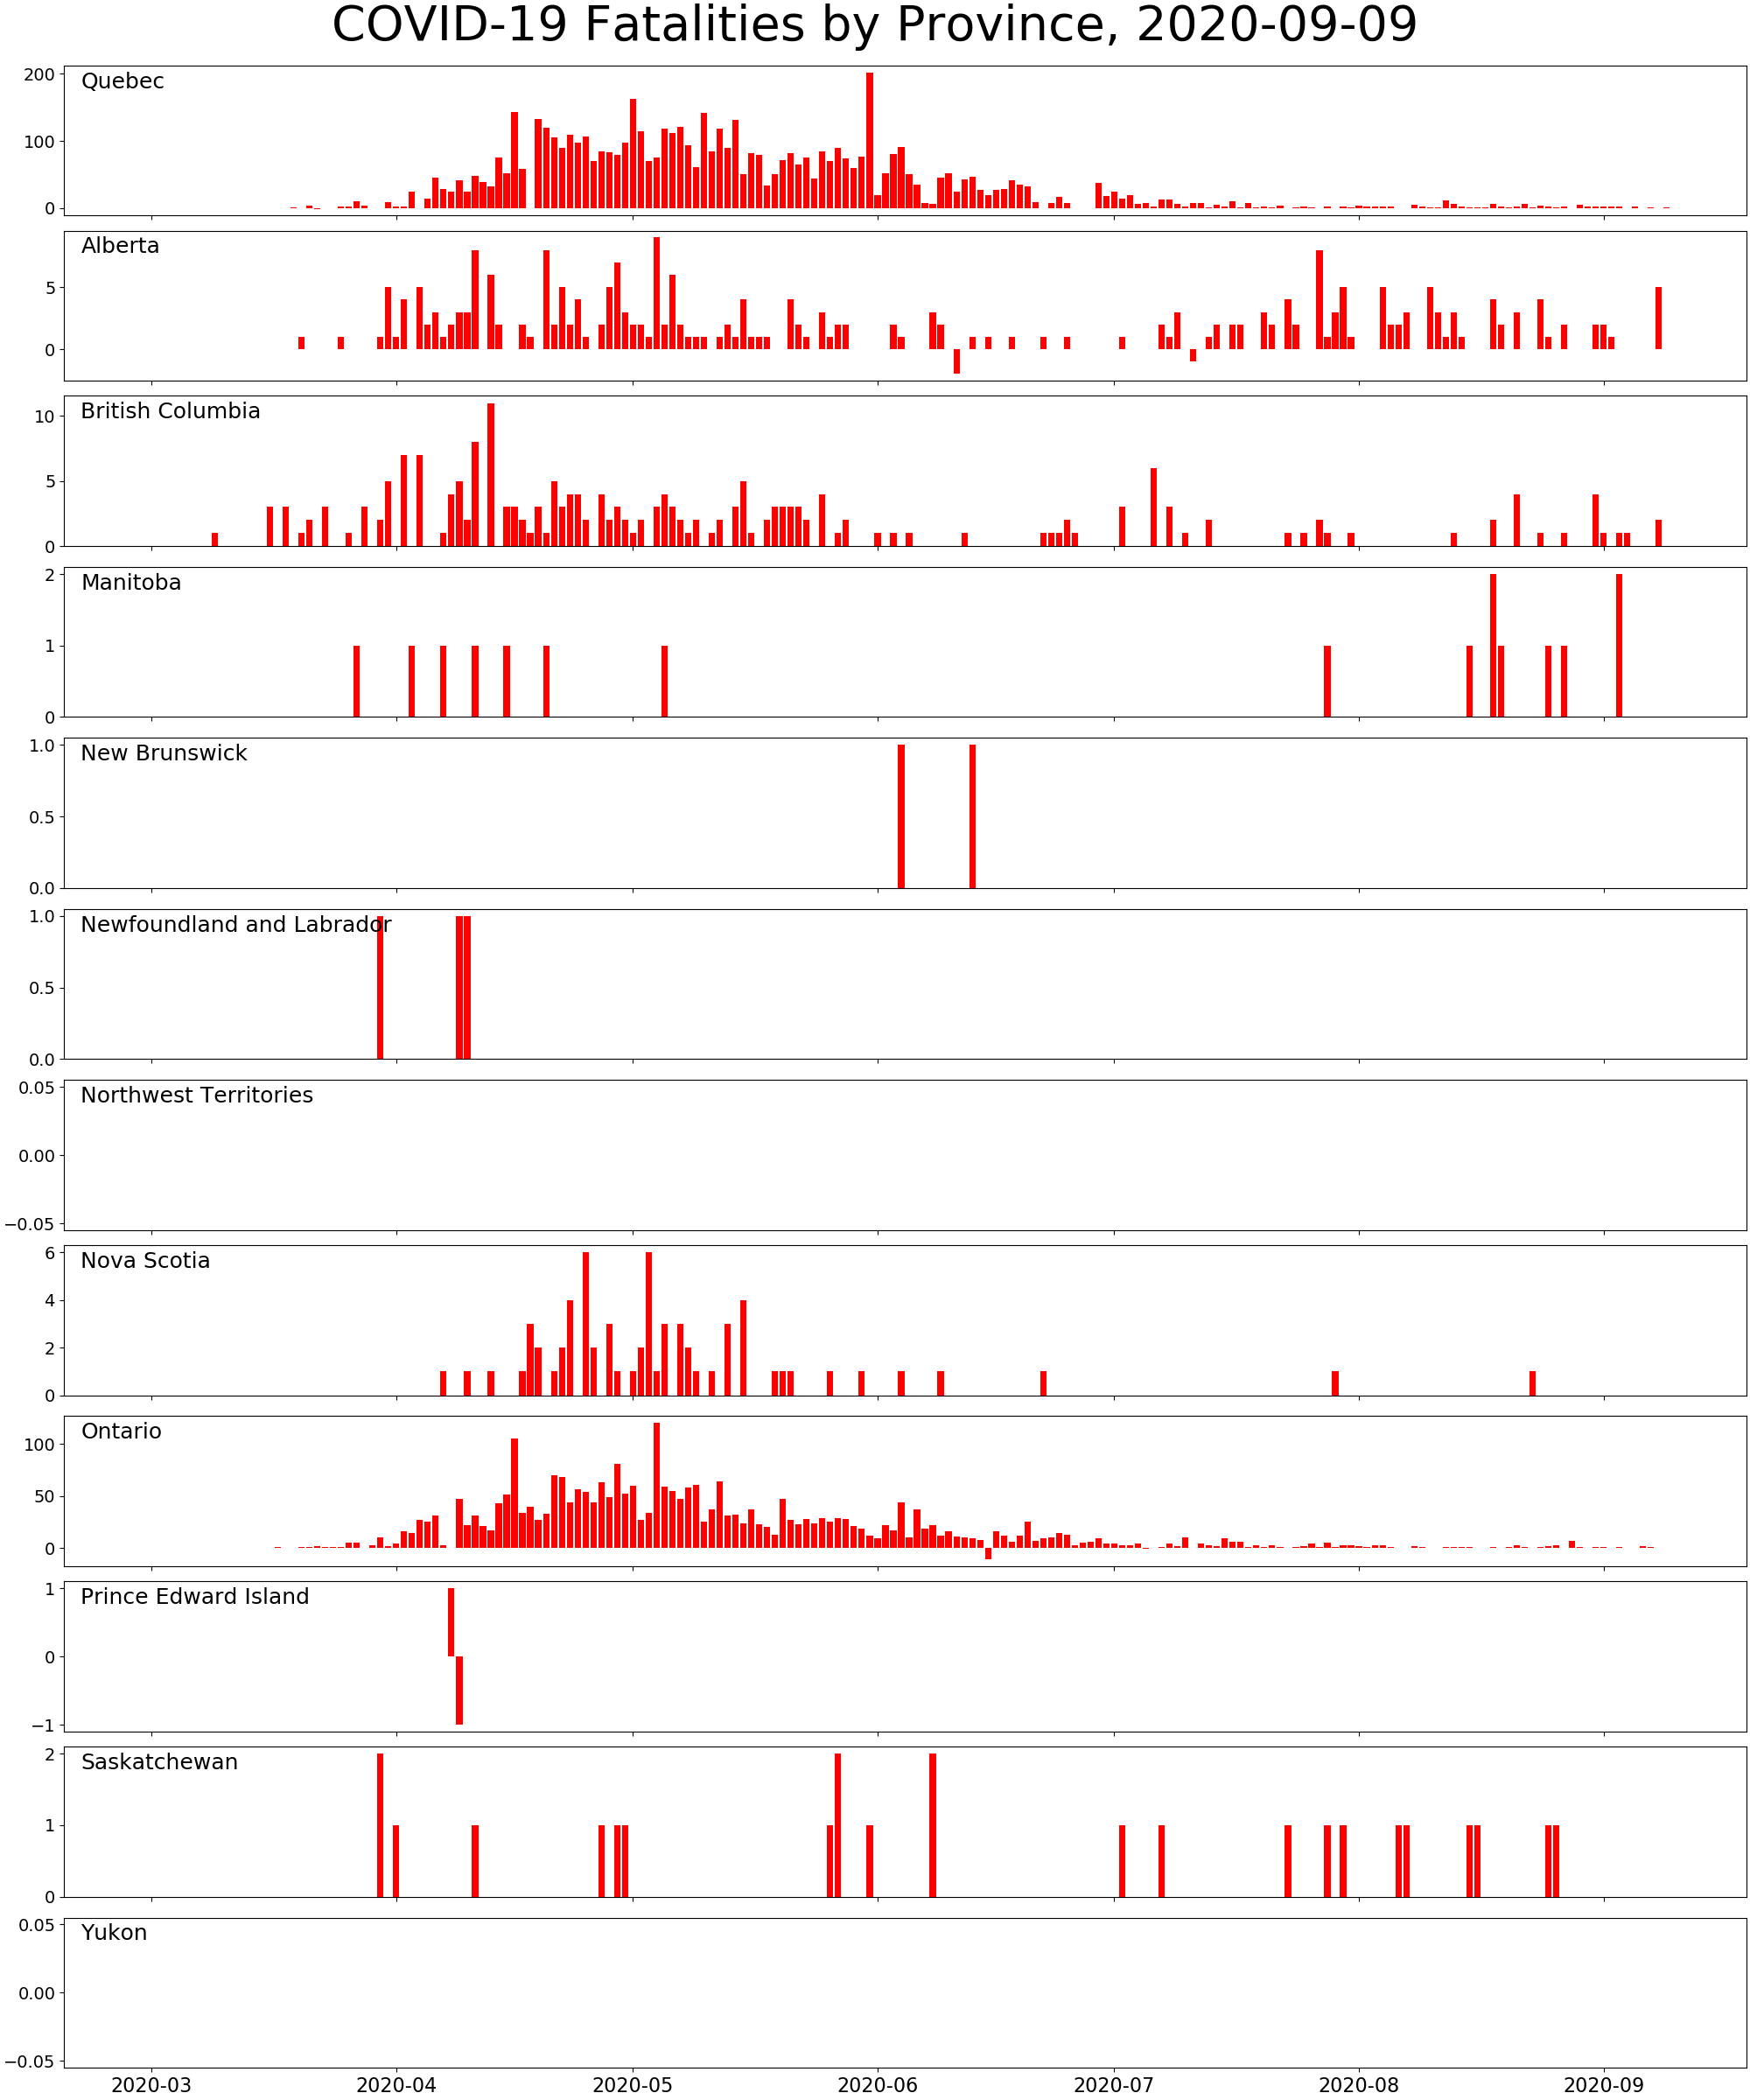 COVID-19 Fatalities by Province, 2020-09-09
Quebec
200
100
0
Alberta
5
0
British Columbia
10
5
0
Manitoba
2
1
0
New Brunswick
1.0
0.5
0.0
Newfoundland and Labrador
1.0
0.5
0.0
Northwest Territories
0.05
0.00
−0.05
Nova Scotia
6
4
2
0
Ontario
100
50
0
Prince Edward Island
1
0
−1
Saskatchewan
2
1
0
Yukon
0.05
0.00
−0.05
2020-03 2020-04 2020-05 2020-06 2020-07 2020-08 2020-09